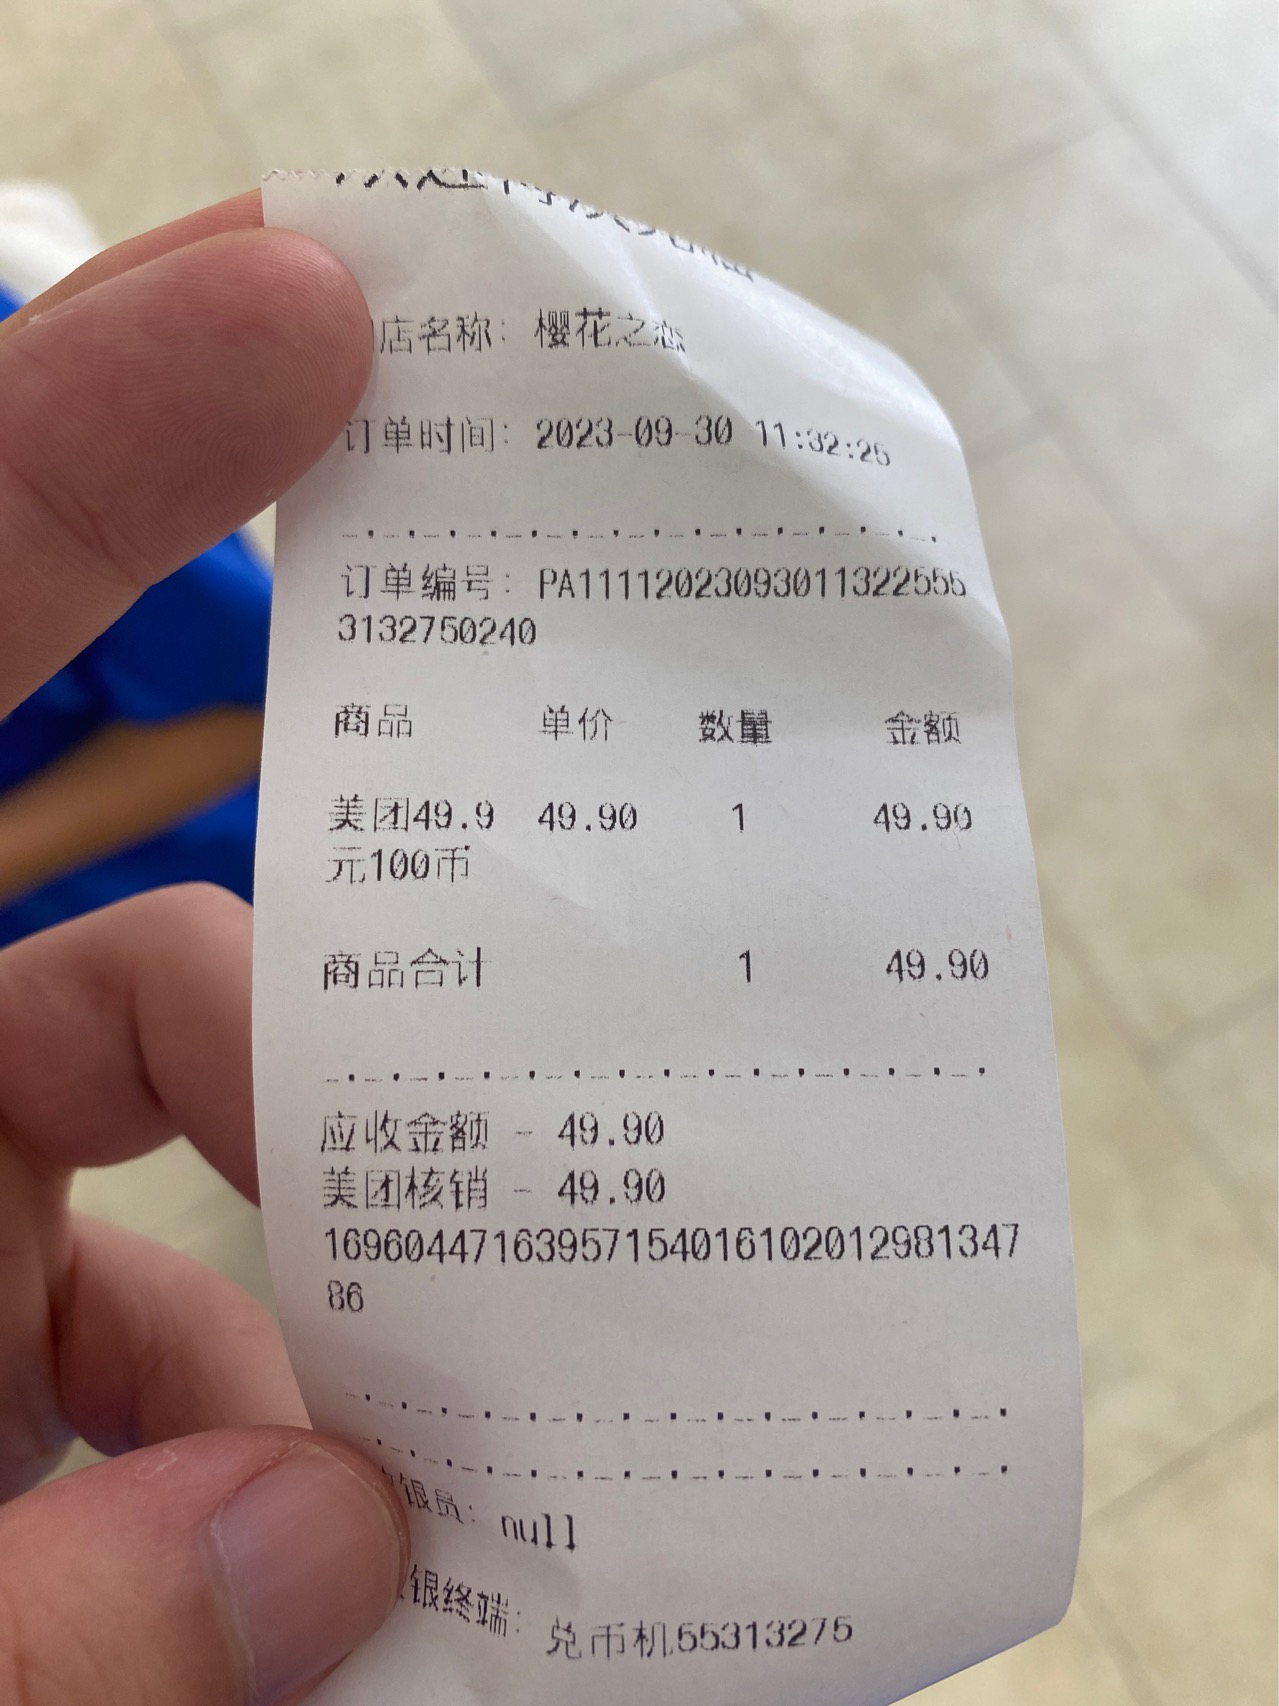 店名称: 樱花之恋
订单时间: 2023-09-30 11:32:25
订单编号: PA11112023093011322555
3132750240
商品 单价 数量 金额
美团49.9 49.90 1 49.90
元100币
商品合计 1 49.90
应收金额 - 49.90
美团核销 - 49.90
16960447163957154016102012981347
86
银员: null
银终端: 兑币机55313275